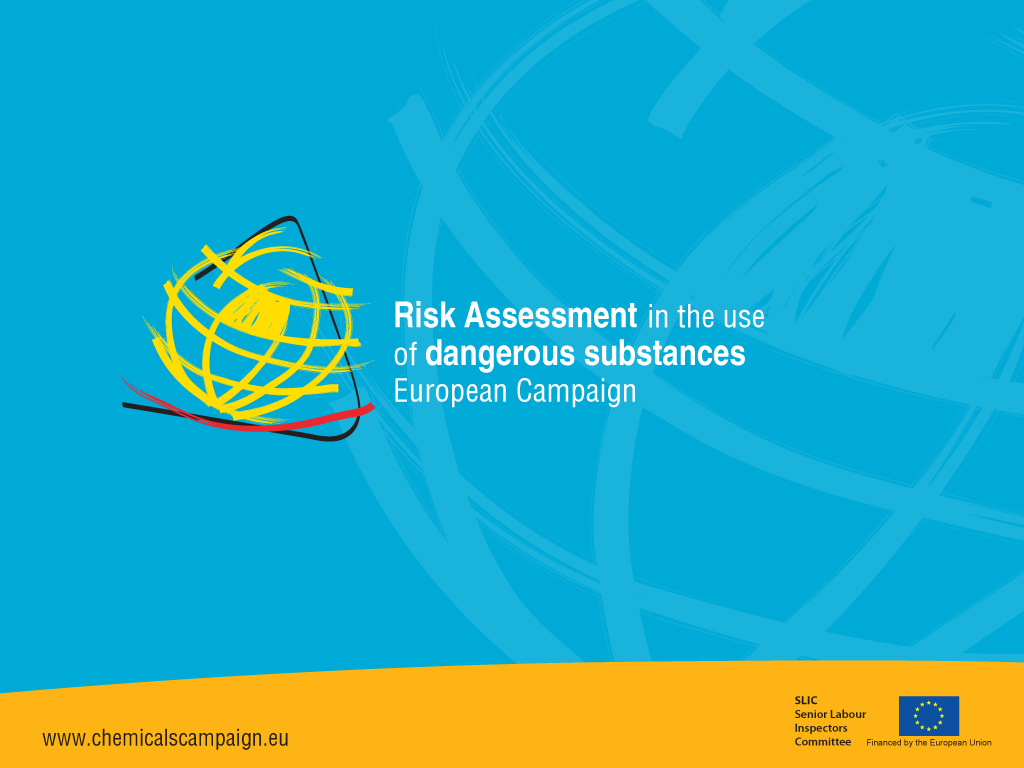 Risk Assessment in the use
of dangerous substances
European Campaign
www.chemicalscampaign.eu
SLIC
Senior Labour
Inspectors
Committee
Financed by the European Union